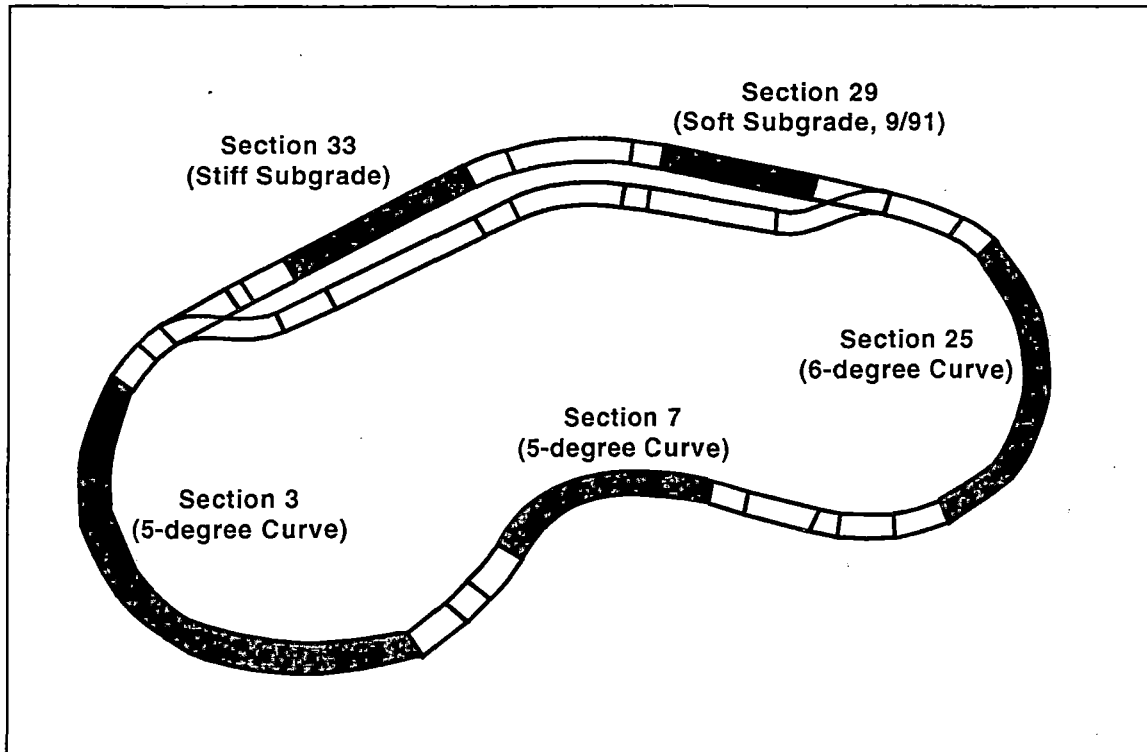 Section 29
(Soft Subgrade, 9/91)
Section 33
(Stiff Subgrade)
Section 25
(6-degree Curve)
Section 7
(5-degree Curve)
Section 3
(5-degree Curve)